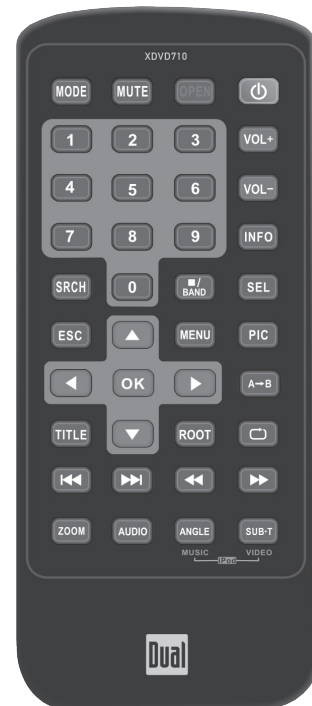 XDVD710
MODE MUTE OPEN
1 2 3 VOL+
4 5 6 VOL-
7 8 9 INFO
SRCH 0 ■/BAND SEL
ESC MENU PIC
OK A→B
TITLE ROOT
ZOOM AUDIO ANGLE SUB-T
MUSIC iPod VIDEO
Dual